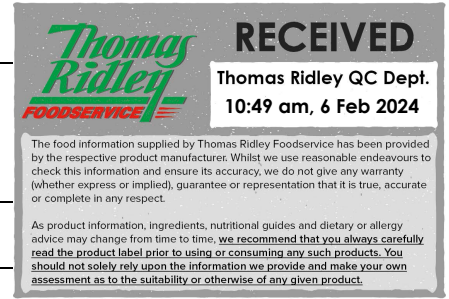 Thomas
Ridley
FOODSERVICE
RECEIVED
Thomas Ridley QC Dept.
10:49 am, 6 Feb 2024
The food information supplied by Thomas Ridley Foodservice has been provided
by the respective product manufacturer. Whilst we use reasonable endeavours to
check this information and ensure its accuracy, we do not give any warranty
(whether express or implied), guarantee or representation that it is true, accurate
or complete in any respect.
As product information, ingredients, nutritional guides and dietary or allergy
advice may change from time to time, we recommend that you always carefully
read the product label prior to using or consuming any such products. You
should not solely rely upon the information we provide and make your own
assessment as to the suitability or otherwise of any given product.